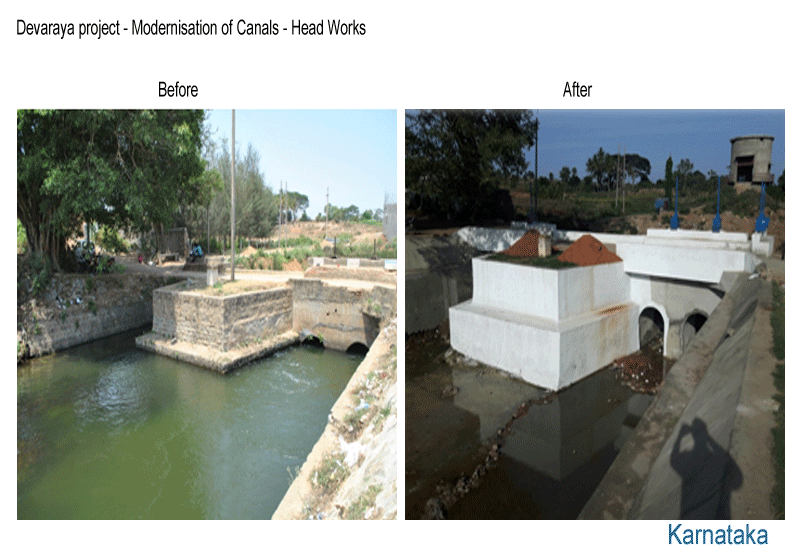 Devaraya project - Modernisation of Canals - Head Works
Before
After
Karnataka